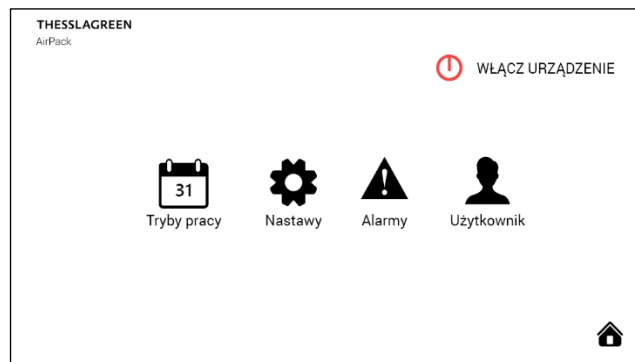 THESSLAGREEN
AirPack
WŁĄCZ URZĄDZENIE
31
Tryby pracy
Nastawy
Alarmy
Użytkownik